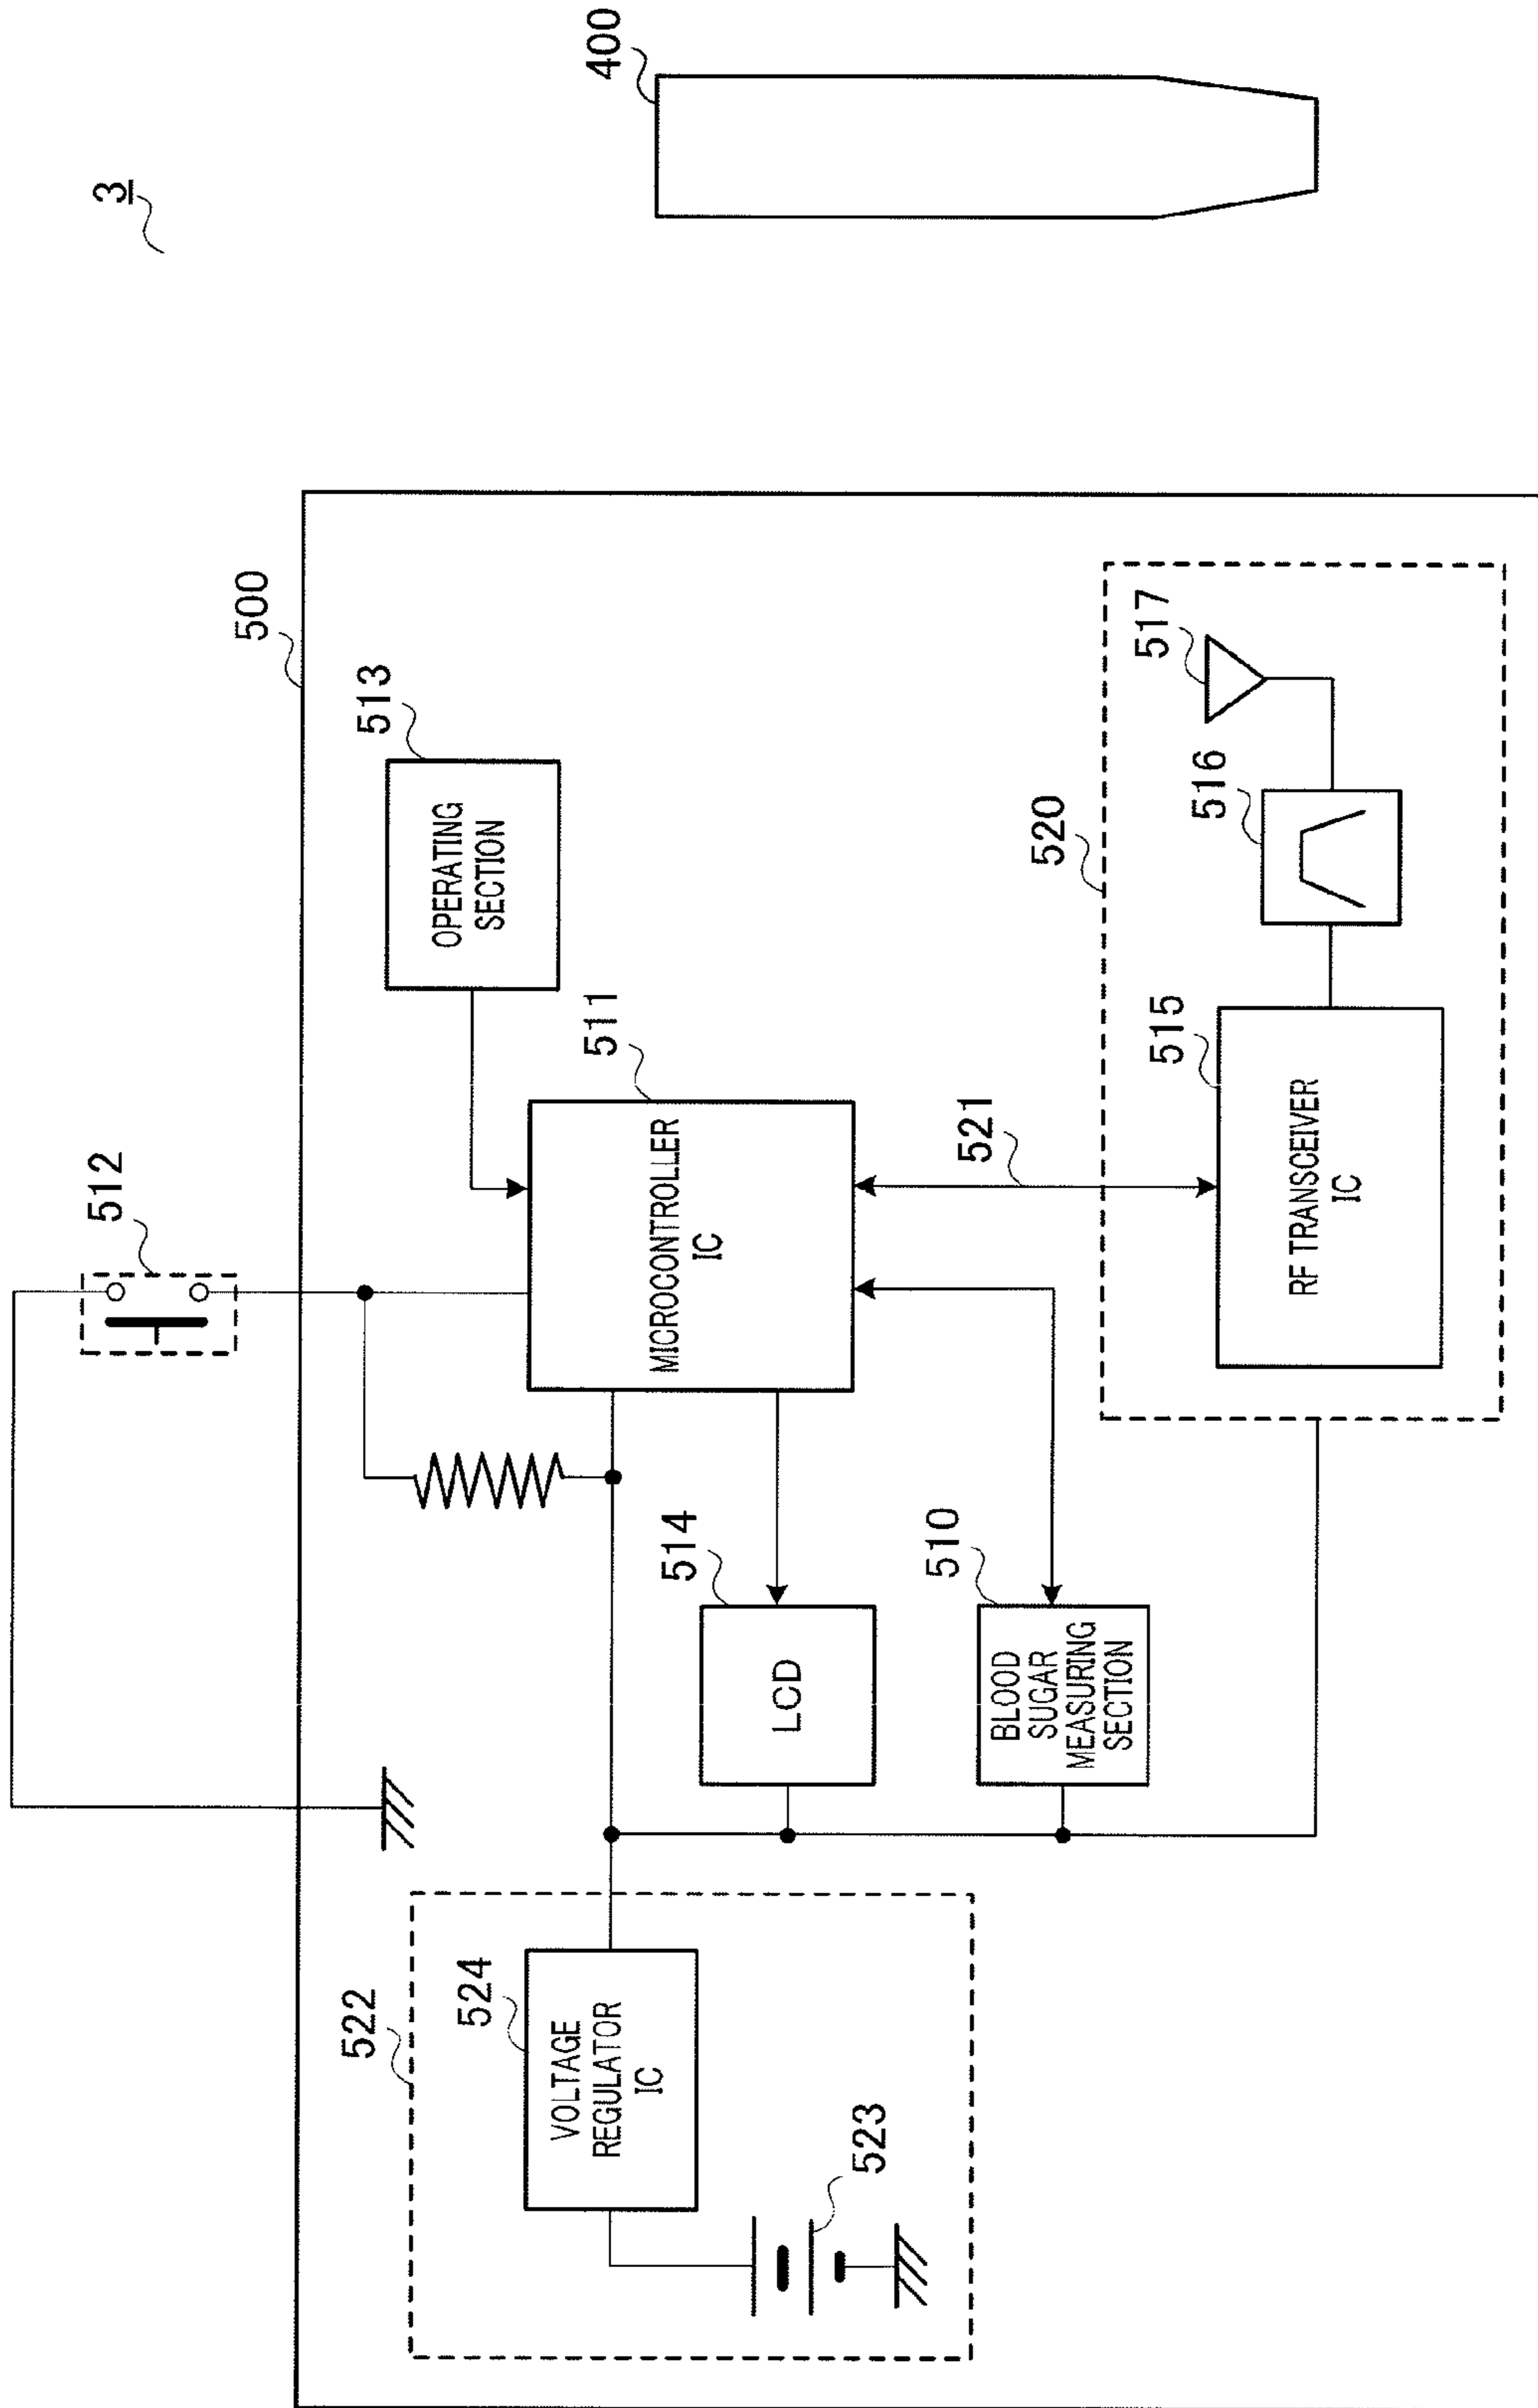 3
400
500
512
513
OPERATING
SECTION
511
MICROCONTROLLER
IC
514
LCD
510
BLOOD
SUGAR
MEASURING
SECTION
521
520
515
RF TRANSCEIVER
IC
516
517
522
524
VOLTAGE
REGULATOR
IC
523